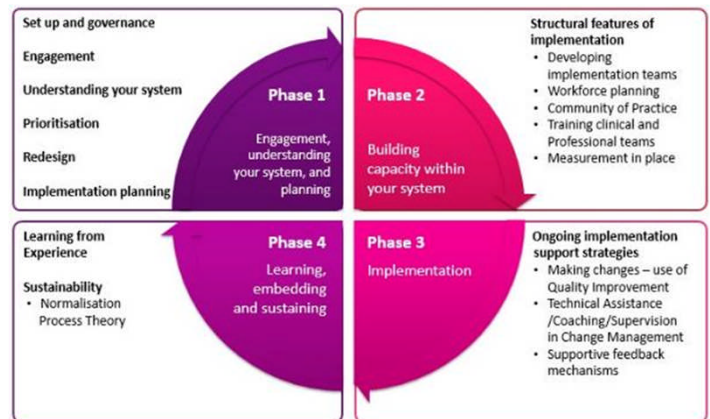 Set up and governance
Engagement
Understanding your system
Prioritisation
Redesign
Implementation planning
Phase 1
Engagement,
understanding
your system, and
planning
Phase 2
Building
capacity within
your system
Structural features of
implementation
• Developing
implementation teams
• Workforce planning
• Community of Practice
• Training clinical and
Professional teams
• Measurement in place
Learning from
Experience
Sustainability
• Normalisation
Process Theory
Phase 4
Learning,
embedding
and sustaining
Phase 3
Implementation
Ongoing implementation
support strategies
• Making changes – use of
Quality Improvement
• Technical Assistance
/Coaching/Supervision
in Change Management
• Supportive feedback
mechanisms